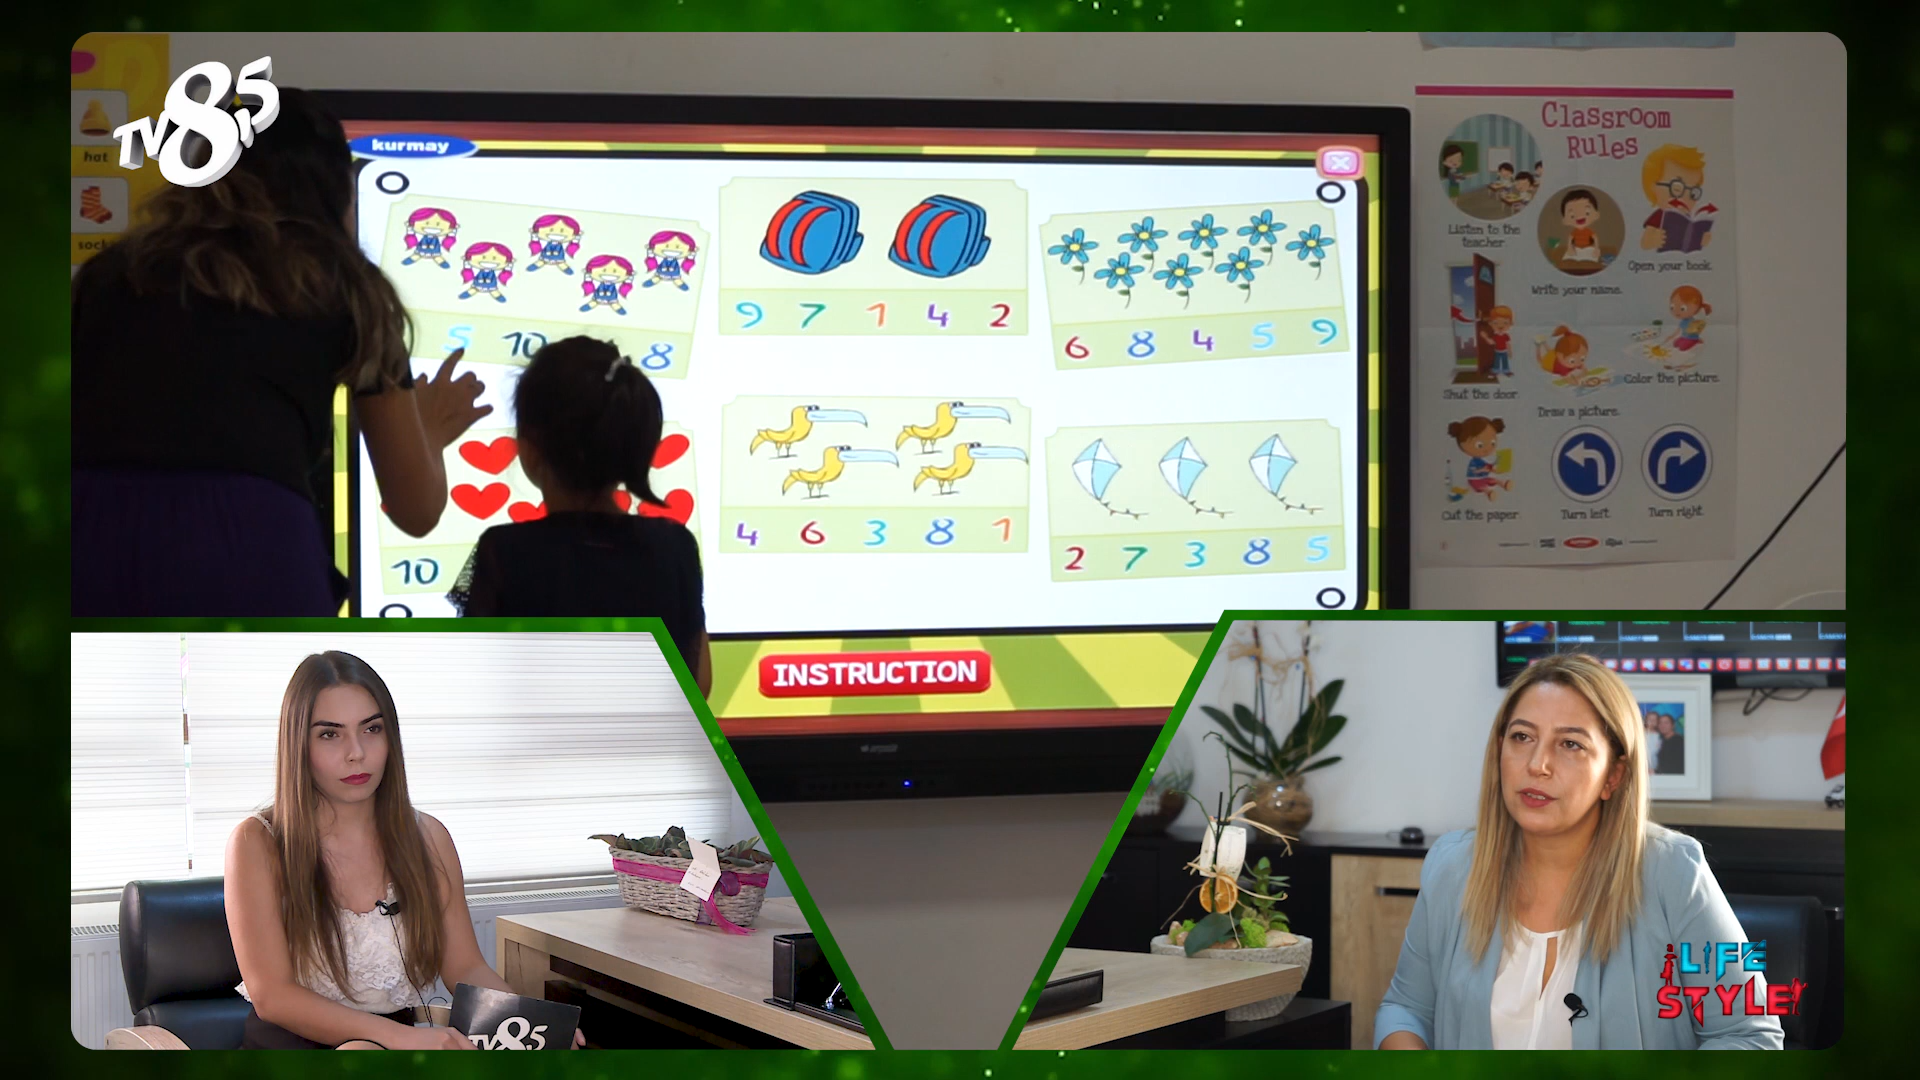 TV8,5
hat
sock
kurmay
5 10 8
9 7 1 4 2
6 8 4 5 9
10
4 6 3 8 1
2 7 3 8 5
INSTRUCTION
Classroom
Rules
Listen to the
teacher
Open your book.
Write your name.
Shut the door.
Color the picture.
Draw a picture.
Cut the paper
Turn left.
Turn right.
TV8,5
LIFE
STYLE